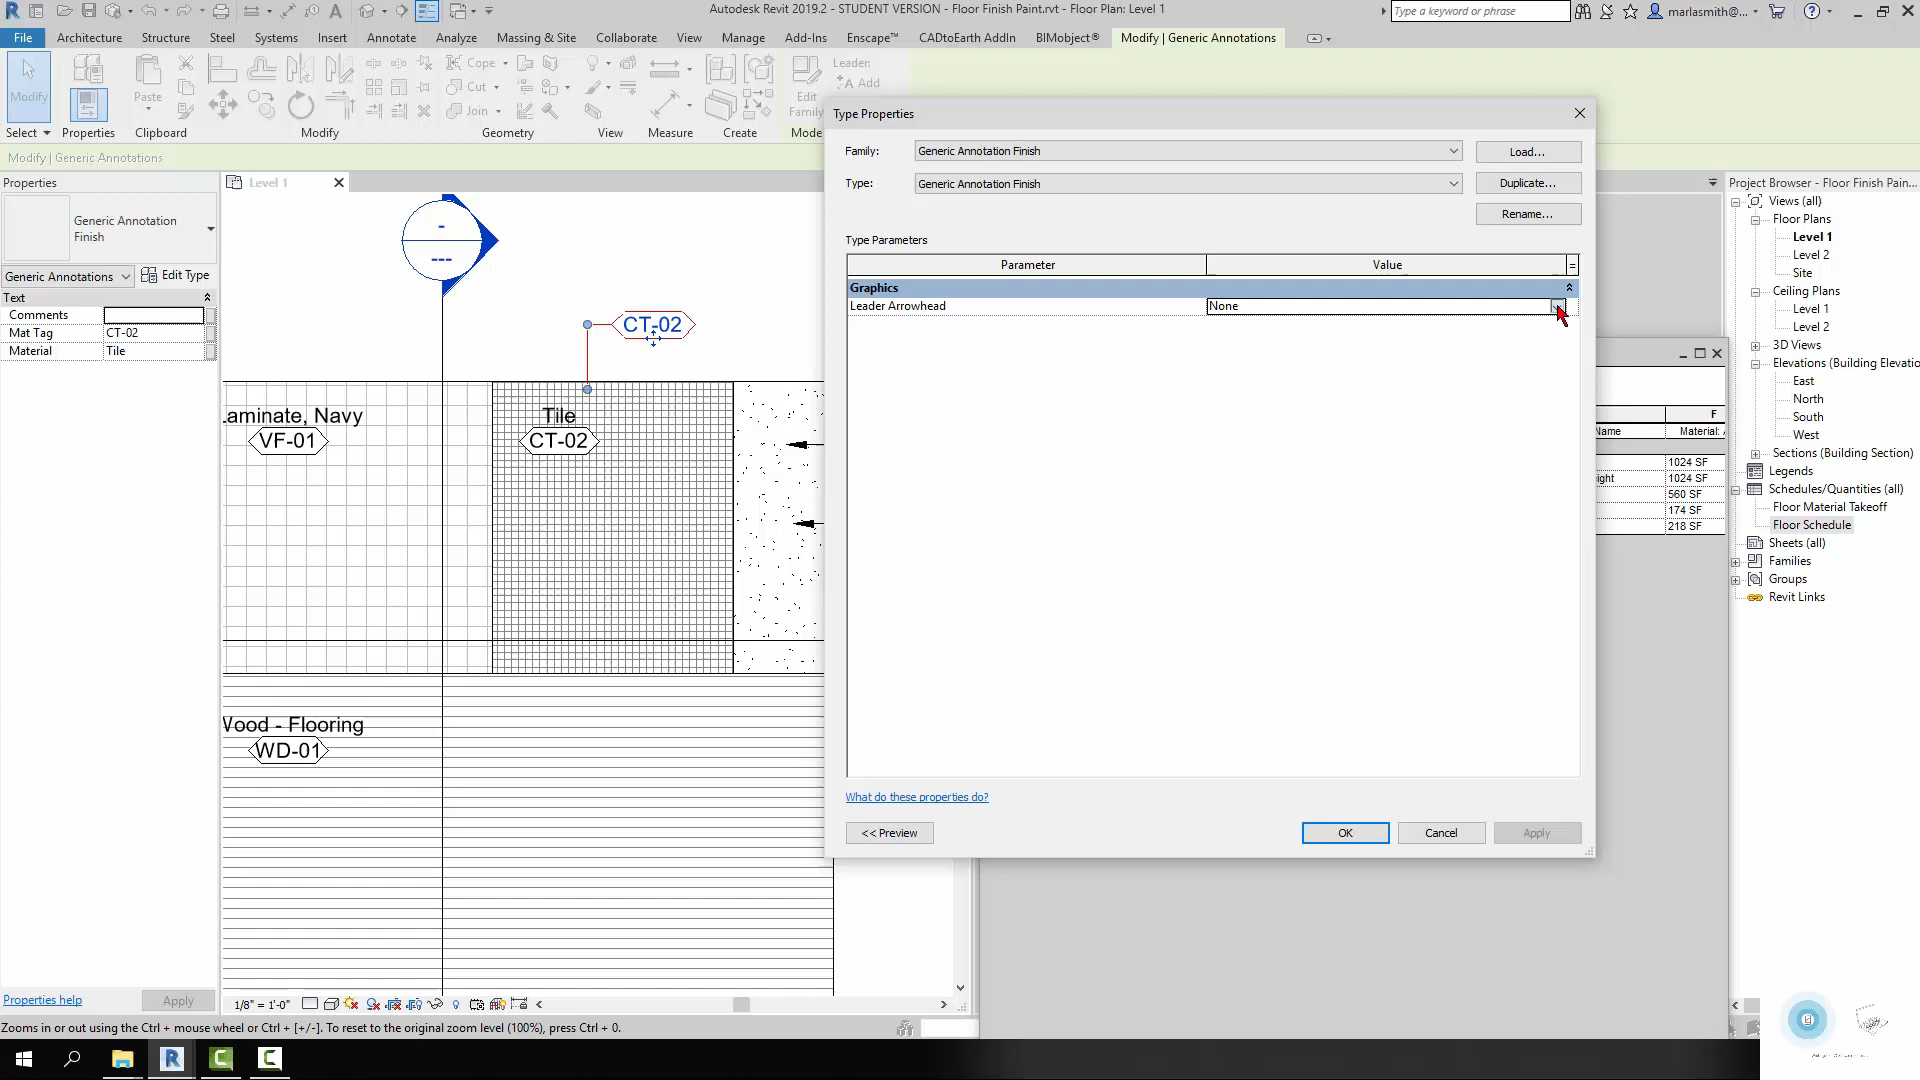 Autodesk Revit 2019.2 - STUDENT VERSION - Floor Finish Paint.rvt - Floor Plan: Level 1
Type a keyword or phrase
marlasmith@...
File Architecture Structure Steel Systems Insert Annotate Analyze Massing & Site Collaborate View Manage Add-Ins Enscape™ CADtoEarth AddIn BIMobject® Modify | Generic Annotations
Modify
Paste
Cope
Cut
Join
Edit
Family
Leader:
Add
Select Properties Clipboard Modify Geometry View Measure Create Mode
Modify | Generic Annotations
Properties
Generic Annotation
Finish
Generic Annotations
Edit Type
Text
Comments
Mat Tag CT-02
Material Tile
Properties help
Apply
Level 1
-
---
CT-02
Laminate, Navy
VF-01
Tile
CT-02
Wood - Flooring
WD-01
1/8" = 1'-0"
Type Properties
Family: Generic Annotation Finish Load...
Type: Generic Annotation Finish Duplicate...
Rename...
Type Parameters
Parameter Value =
Graphics
Leader Arrowhead None
What do these properties do?
<< Preview OK Cancel Apply
F
Name Material:
1024 SF
1024 SF
560 SF
174 SF
218 SF
Project Browser - Floor Finish Pain...
Views (all)
Floor Plans
Level 1
Level 2
Site
Ceiling Plans
Level 1
Level 2
3D Views
Elevations (Building Elevatio
East
North
South
West
Sections (Building Section)
Legends
Schedules/Quantities (all)
Floor Material Takeoff
Floor Schedule
Sheets (all)
Families
Groups
Revit Links
Zooms in or out using the Ctrl + mouse wheel or Ctrl + [+/-]. To reset to the original zoom level (100%), press Ctrl + 0.